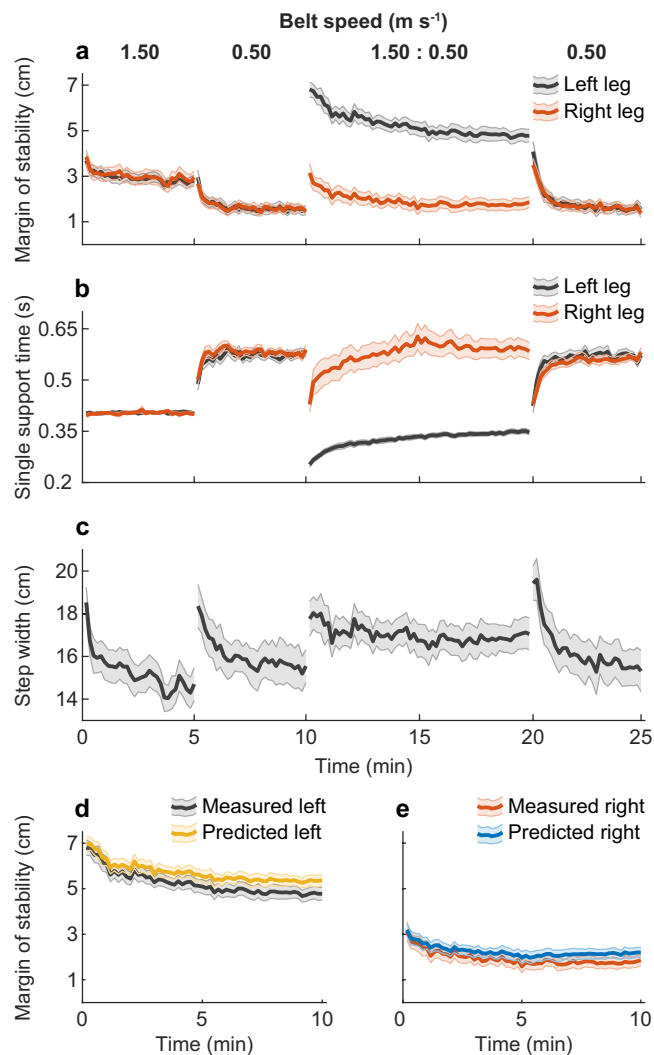 Belt speed (m s⁻¹)
a 1.50 0.50 1.50 : 0.50 0.50
Margin of stability (cm)
7
5
3
1
Left leg
Right leg
Left leg
Right leg
b
Single support time (s)
0.65
0.5
0.35
0.2
Left leg
Right leg
c
Step width (cm)
20
18
16
14
0 5 10 15 20 25
Time (min)
d
Measured left
Predicted left
Margin of stability (cm)
7
5
3
1
0 5 10
Time (min)
e
Measured right
Predicted right
0 5 10
Time (min)